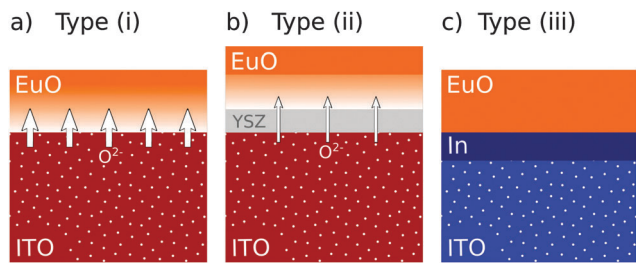 a) Type (i)
b) Type (ii)
c) Type (iii)
EuO
O2-
ITO
EuO
YSZ
O2-
ITO
EuO
In
ITO